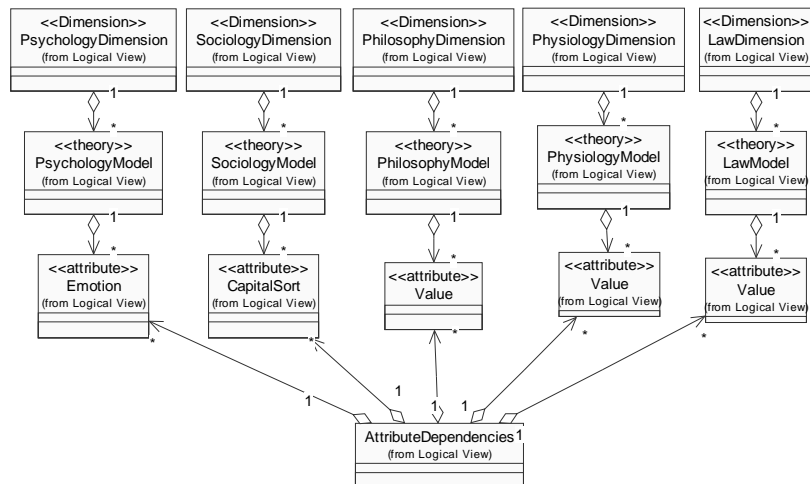 <<Dimension>>
PsychologyDimension
(from Logical View)
<<Dimension>>
SociologyDimension
(from Logical View)
<<Dimension>>
PhilosophyDimension
(from Logical View)
<<Dimension>>
PhysiologyDimension
(from Logical View)
<<Dimension>>
LawDimension
(from Logical View)
1
1
1
1
1
*
*
*
*
*
<<theory>>
PsychologyModel
(from Logical View)
<<theory>>
SociologyModel
(from Logical View)
<<theory>>
PhilosophyModel
(from Logical View)
<<theory>>
PhysiologyModel
(from Logical View)
<<theory>>
LawModel
(from Logical View)
1
1
1
1
1
*
*
*
*
*
<<attribute>>
Emotion
(from Logical View)
<<attribute>>
CapitalSort
(from Logical View)
<<attribute>>
Value
<<attribute>>
Value
(from Logical View)
<<attribute>>
Value
(from Logical View)
*
*
*
*
*
1
1
1
1
1
AttributeDependencies
(from Logical View)